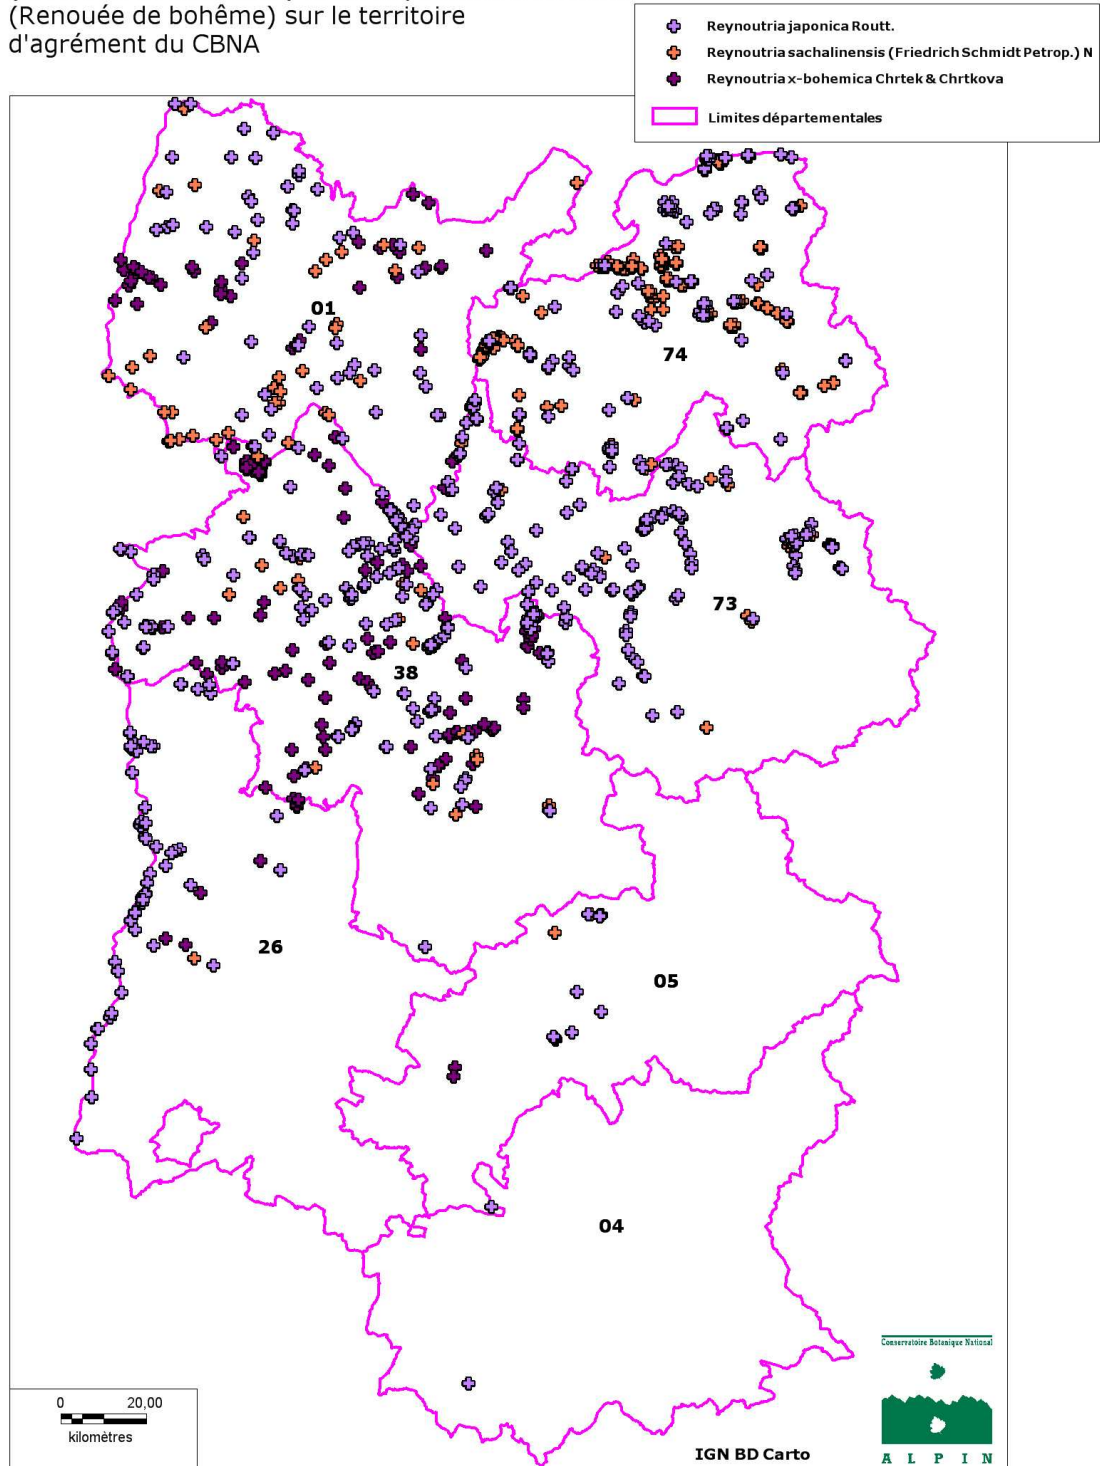 (Renouée de bohême) sur le territoire
d'agrément du CBNA
Reynoutria japonica Routt.
Reynoutria sachalinensis (Friedrich Schmidt Petrop.) N
Reynoutria x-bohemica Chrtek & Chrtkova
Limites départementales
01
74
73
38
26
05
04
0 20,00
kilomètres
IGN BD Carto
Conservatoire Botanique National
A L P I N